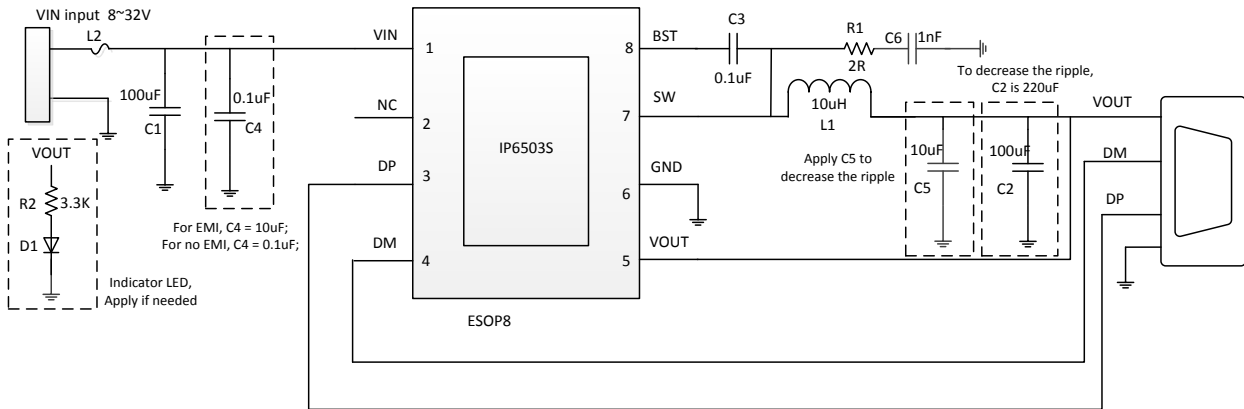 VIN input 8~32V
L2
100uF
C1
0.1uF
C4
For EMI, C4 = 10uF;
For no EMI, C4 = 0.1uF;
VOUT
R2
3.3K
D1
Indicator LED,
Apply if needed
VIN
1
NC
2
DP
3
DM
4
IP6503S
ESOP8
BST
8
SW
7
GND
6
VOUT
5
C3
0.1uF
R1
2R
C6
1nF
10uH
L1
Apply C5 to
decrease the ripple
To decrease the ripple,
C2 is 220uF
10uF
C5
100uF
C2
VOUT
DM
DP